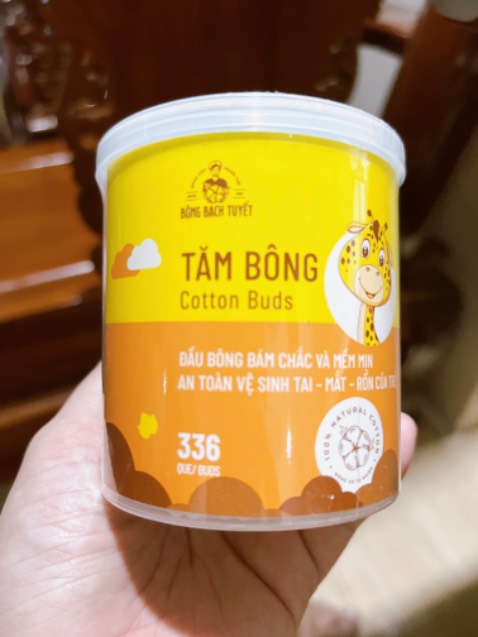 BÔNG BẠCH TUYẾT
TĂM BÔNG
Cotton Buds
ĐẦU BÔNG BÁM CHẮC VÀ MỀM MỊN
AN TOÀN VỆ SINH TAI - MẮT - RỐN CỦA TRẺ
336
QUE/BUDS
100% NATURAL COTTON